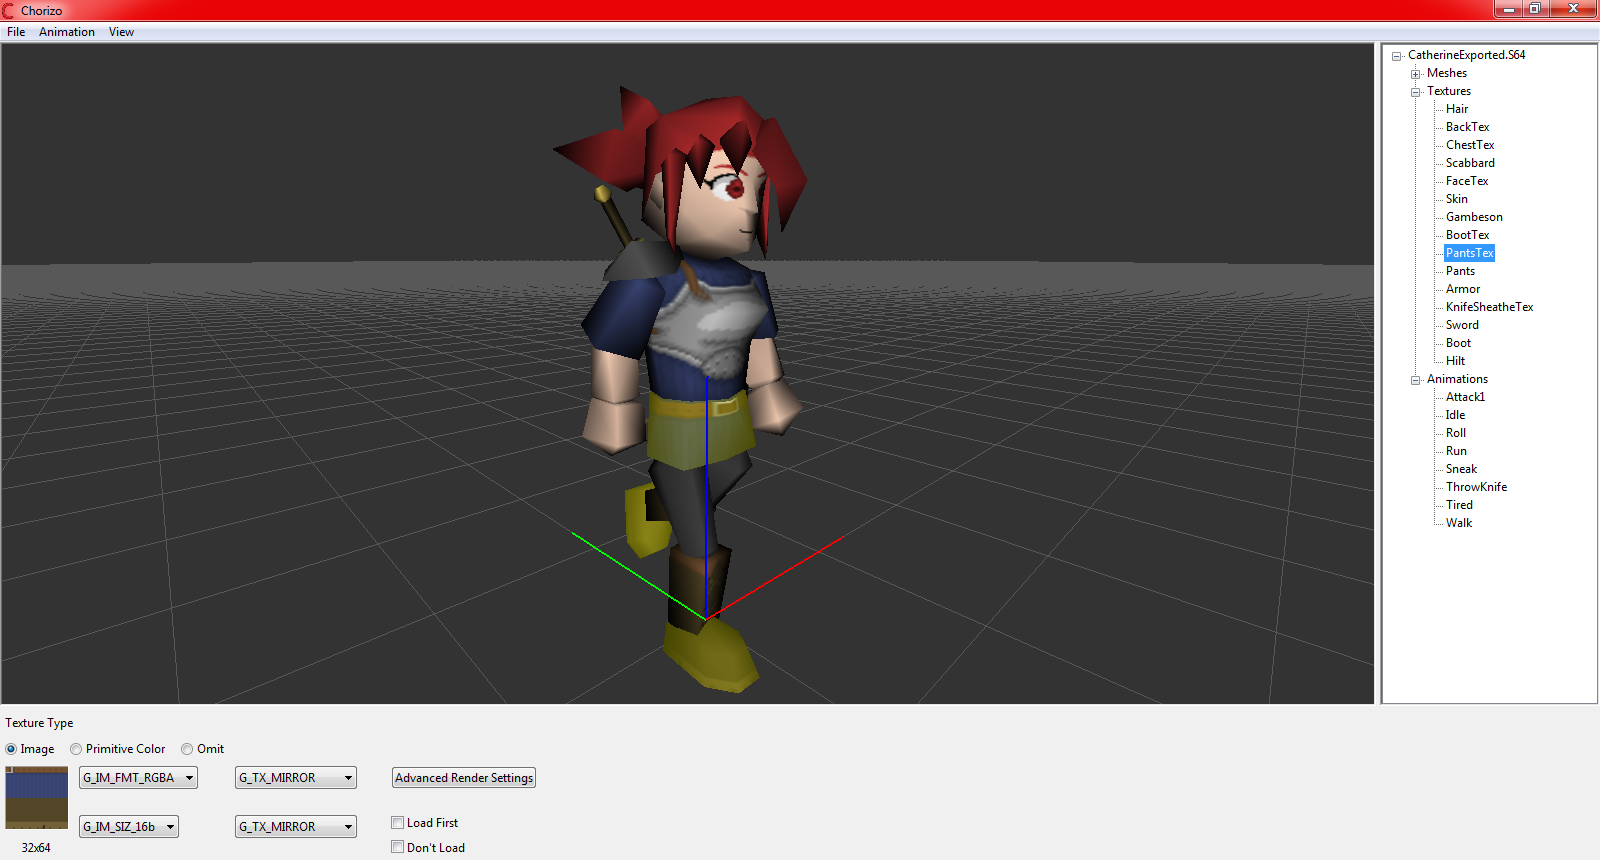 Chorizo
File Animation View
CatherineExported.S64
Meshes
Textures
Hair
BackTex
ChestTex
Scabbard
FaceTex
Skin
Gambeson
BootTex
PantsTex
Pants
Armor
KnifeSheatheTex
Sword
Boot
Hilt
Animations
Attack1
Idle
Roll
Run
Sneak
ThrowKnife
Tired
Walk
Texture Type
Image Primitive Color Omit
G_IM_FMT_RGBA G_TX_MIRROR Advanced Render Settings
G_IM_SIZ_16b G_TX_MIRROR Load First
32x64 Don't Load